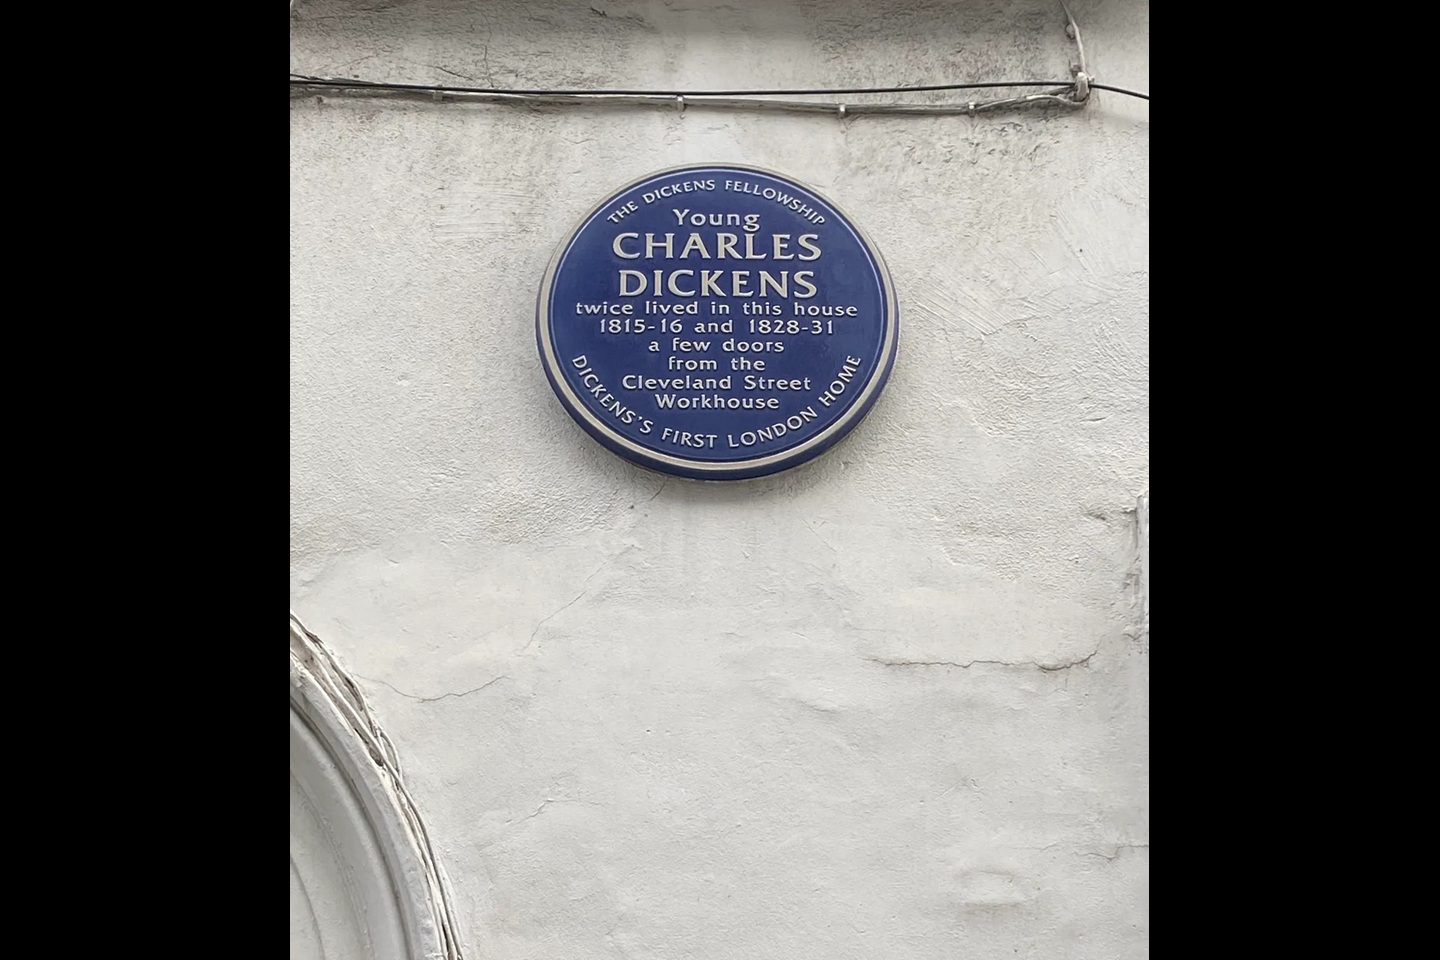 THE DICKENS FELLOWSHIP
Young
CHARLES
DICKENS
twice lived in this house
1815-16 and 1828-31
a few doors
from the
Cleveland Street
Workhouse
DICKENS'S FIRST LONDON HOME